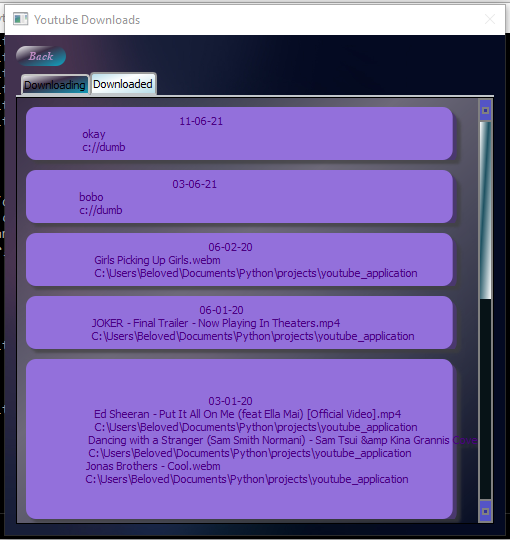 Youtube Downloads
Back
Downloading Downloaded
11-06-21
okay
c://dumb
03-06-21
bobo
c://dumb
06-02-20
Girls Picking Up Girls.webm
C:\Users\Beloved\Documents\Python\projects\youtube_application
06-01-20
JOKER - Final Trailer - Now Playing In Theaters.mp4
C:\Users\Beloved\Documents\Python\projects\youtube_application
03-01-20
Ed Sheeran - Put It All On Me (feat Ella Mai) [Official Video].mp4
C:\Users\Beloved\Documents\Python\projects\youtube_application
Dancing with a Stranger (Sam Smith Normani) - Sam Tsui &amp Kina Grannis
C:\Users\Beloved\Documents\Python\projects\youtube_application
Jonas Brothers - Cool.webm
C:\Users\Beloved\Documents\Python\projects\youtube_application